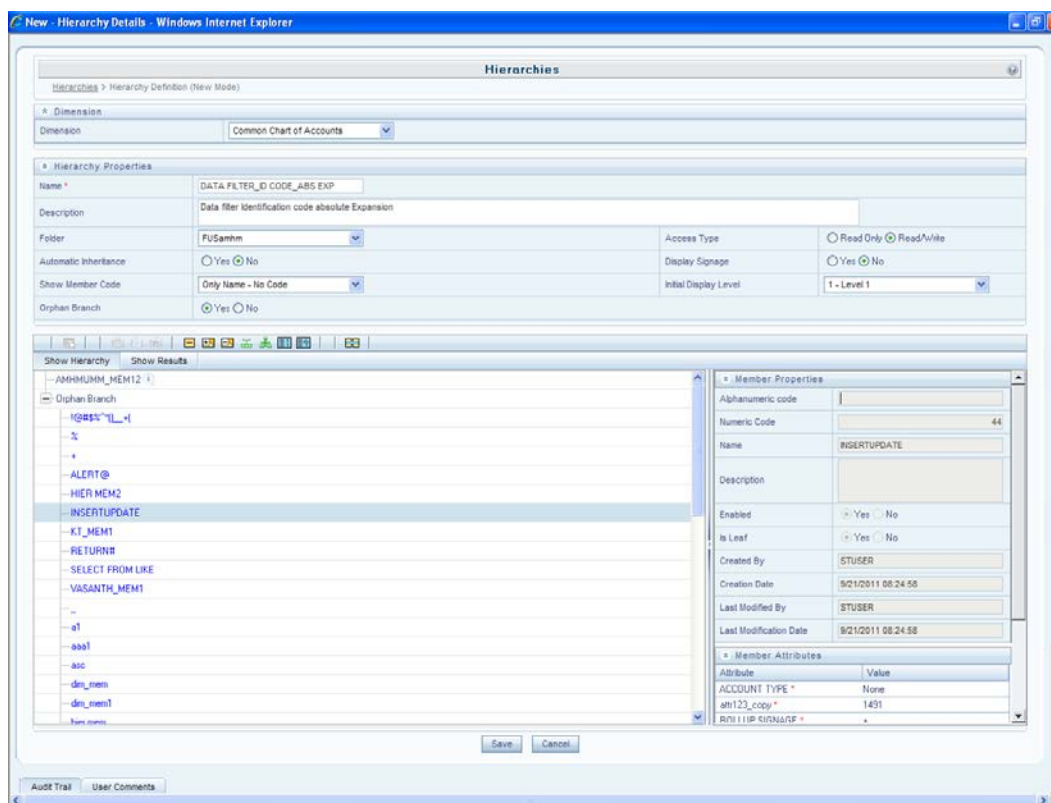 New - Hierarchy Details - Windows Internet Explorer
Hierarchies
Hierarchies > Hierarchy Definition (New Mode)
Dimension
Dimension Common Chart of Accounts
Hierarchy Properties
Name * DATA FILTER_ID CODE_ABS EXP
Description Data filter Identification code absolute Expansion
Folder FUSamhm Access Type Read Only Read/Write
Automatic Inheritance Yes No Display Signage Yes No
Show Member Code Only Name - No Code Initial Display Level 1 - Level 1
Orphan Branch Yes No
Show Hierarchy Show Results
AMHMUMM_MEM12
Orphan Branch
%
+
ALERT@
HIER MEM2
INSERTUPDATE
KT_MEM1
RETURN#
SELECT FROM LIKE
VASANTH_MEM1
_
a1
aaa1
asc
dim_mem
dim_mem1
Member Properties
Alphanumeric code
Numeric Code 44
Name INSERTUPDATE
Description
Enabled Yes No
Is Leaf Yes No
Created By STUSER
Creation Date 9/21/2011 08:24:58
Last Modified By STUSER
Last Modification Date 9/21/2011 08:24:58
Member Attributes
Attribute Value
ACCOUNT TYPE * None
attr123_copy * 1491
ROLLUP SIGNAGE * +
Save Cancel
Audit Trail User Comments